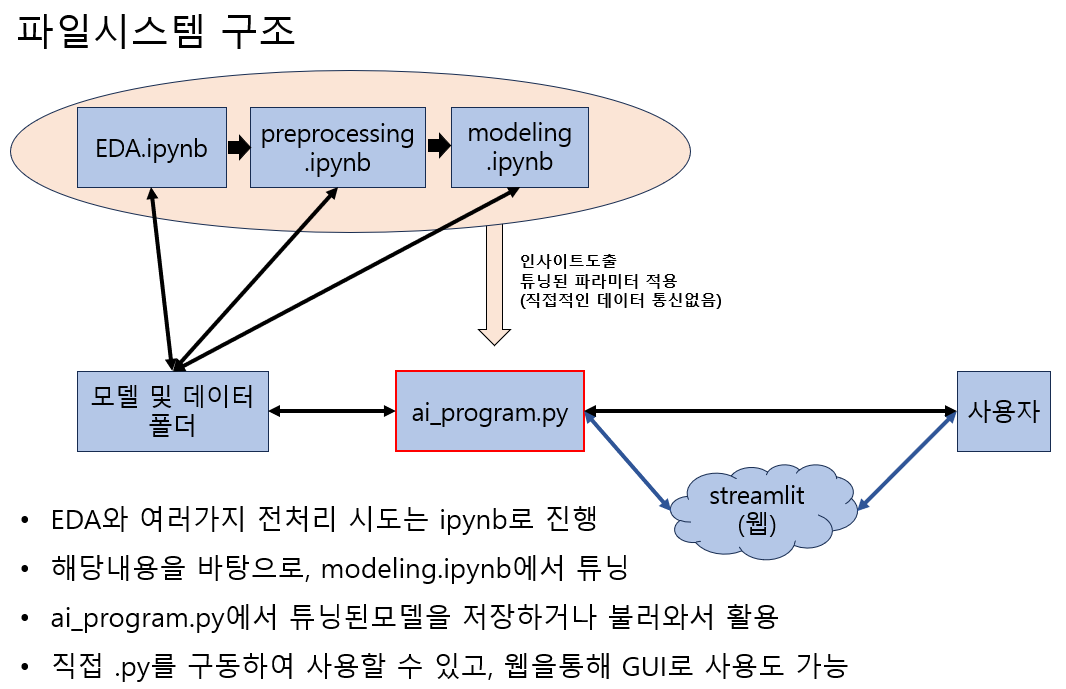 파일시스템 구조
EDA.ipynb
preprocessing
.ipynb
modeling
.ipynb
인사이트도출
튜닝된 파라미터 적용
(직접적인 데이터 통신없음)
모델 및 데이터
폴더
ai_program.py
사용자
streamlit
(웹)
• EDA와 여러가지 전처리 시도는 ipynb로 진행
• 해당내용을 바탕으로, modeling.ipynb에서 튜닝
• ai_program.py에서 튜닝된모델을 저장하거나 불러와서 활용
• 직접 .py를 구동하여 사용할 수 있고, 웹을통해 GUI로 사용도 가능